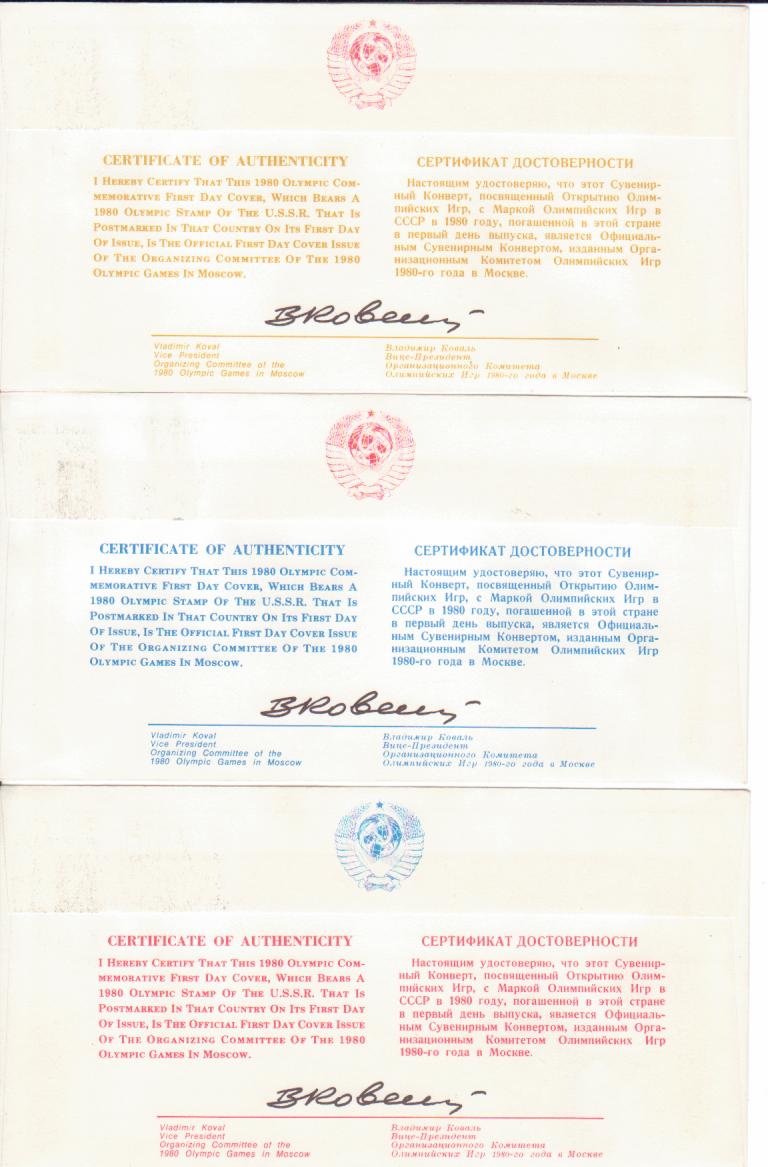 CERTIFICATE OF AUTHENTICITY
I Hereby Certify That This 1980 Olympic Com-
memorative First Day Cover, Which Bears A
1980 Olympic Stamp Of The U.S.S.R. That Is
Postmarked In That Country On Its First Day
Of Issue, Is The Official First Day Cover Issue
Of The Organizing Committee Of The 1980
Olympic Games In Moscow.
СЕРТИФИКАТ ДОСТОВЕРНОСТИ
Настоящим удостоверяю, что этот Сувенир-
ный Конверт, посвященный Открытию Олим-
пийских Игр, с Маркой Олимпийских Игр в
СССР в 1980 году, погашенной в этой стране
в первый день выпуска, является Официаль-
ным Сувенирным Конвертом, изданным Орга-
низационным Комитетом Олимпийских Игр
1980-го года в Москве.
Vladimir Koval
Vice President
Organizing Committee of the
1980 Olympic Games in Moscow
Владимир Коваль
Вице-Президент
Организационного Комитета
Олимпийских Игр 1980-го года в Москве
CERTIFICATE OF AUTHENTICITY
I Hereby Certify That This 1980 Olympic Com-
memorative First Day Cover, Which Bears A
1980 Olympic Stamp Of The U.S.S.R. That Is
Postmarked In That Country On Its First Day
Of Issue, Is The Official First Day Cover Issue
Of The Organizing Committee Of The 1980
Olympic Games In Moscow.
СЕРТИФИКАТ ДОСТОВЕРНОСТИ
Настоящим удостоверяю, что этот Сувенир-
ный Конверт, посвященный Открытию Олим-
пийских Игр, с Маркой Олимпийских Игр в
СССР в 1980 году, погашенной в этой стране
в первый день выпуска, является Официаль-
ным Сувенирным Конвертом, изданным Орга-
низационным Комитетом Олимпийских Игр
1980-го года в Москве.
Vladimir Koval
Vice President
Organizing Committee of the
1980 Olympic Games in Moscow
Владимир Коваль
Вице-Президент
Организационного Комитета
Олимпийских Игр 1980-го года в Москве
CERTIFICATE OF AUTHENTICITY
I Hereby Certify That This 1980 Olympic Com-
memorative First Day Cover, Which Bears A
1980 Olympic Stamp Of The U.S.S.R. That Is
Postmarked In That Country On Its First Day
Of Issue, Is The Official First Day Cover Issue
Of The Organizing Committee Of The 1980
Olympic Games In Moscow.
СЕРТИФИКАТ ДОСТОВЕРНОСТИ
Настоящим удостоверяю, что этот Сувенир-
ный Конверт, посвященный Открытию Олим-
пийских Игр, с Маркой Олимпийских Игр в
СССР в 1980 году, погашенной в этой стране
в первый день выпуска, является Официаль-
ным Сувенирным Конвертом, изданным Орга-
низационным Комитетом Олимпийских Игр
1980-го года в Москве.
Vladimir Koval
Vice President
Organizing Committee of the
1980 Olympic Games in Moscow
Владимир Коваль
Вице-Президент
Организационного Комитета
Олимпийских Игр 1980-го года в Москве